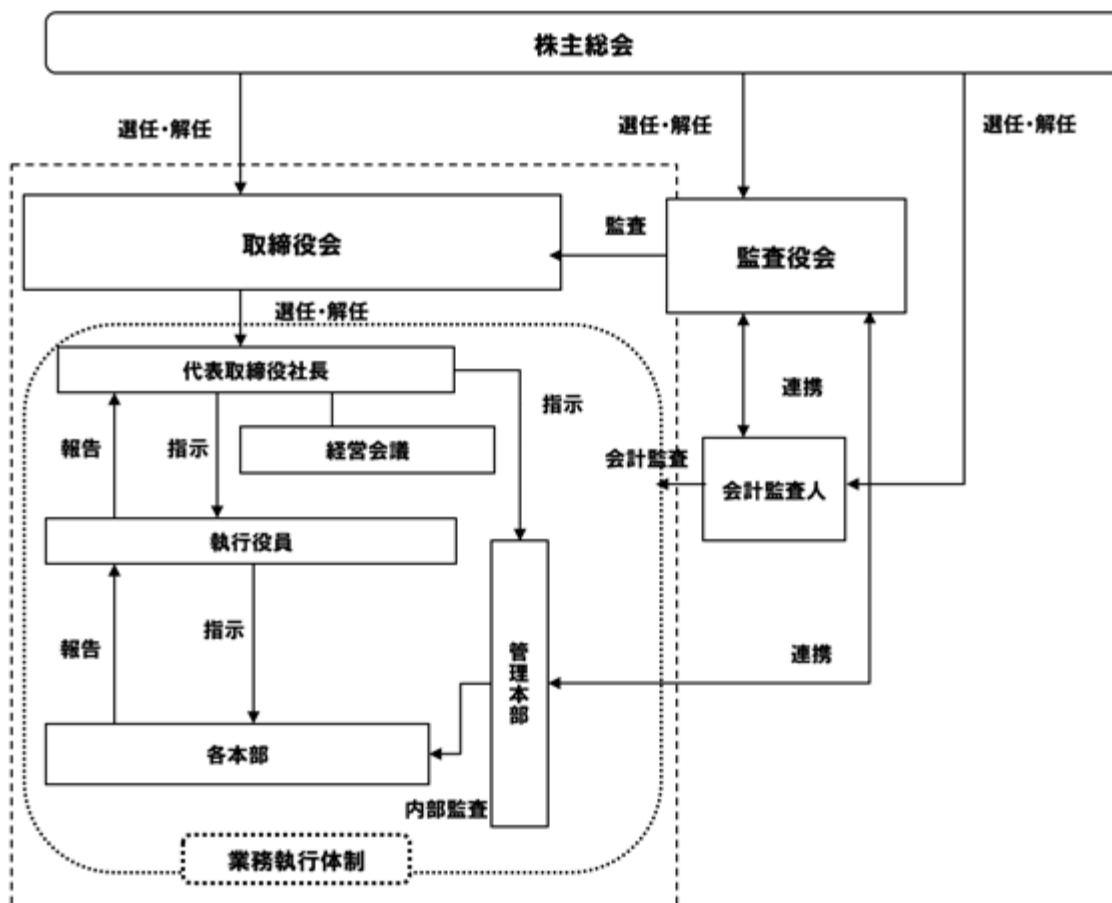 株主総会
選任・解任
選任・解任
選任・解任
取締役会
監査
監査役会
選任・解任
代表取締役社長
指示
連携
報告
指示
経営会議
会計監査
会計監査人
執行役員
報告
指示
管理本部
連携
各本部
内部監査
業務執行体制